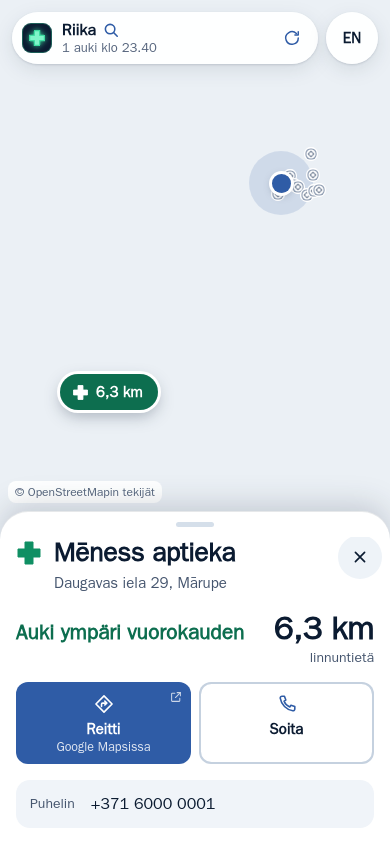 Riika
1 auki klo 23.40
EN
6,3 km
© OpenStreetMapin tekijät
Mēness aptieka
Daugavas iela 29, Mārupe
Auki ympäri vuorokauden
6,3 km
linnuntietä
Reitti
Google Mapsissa
Soita
Puhelin
+371 6000 0001